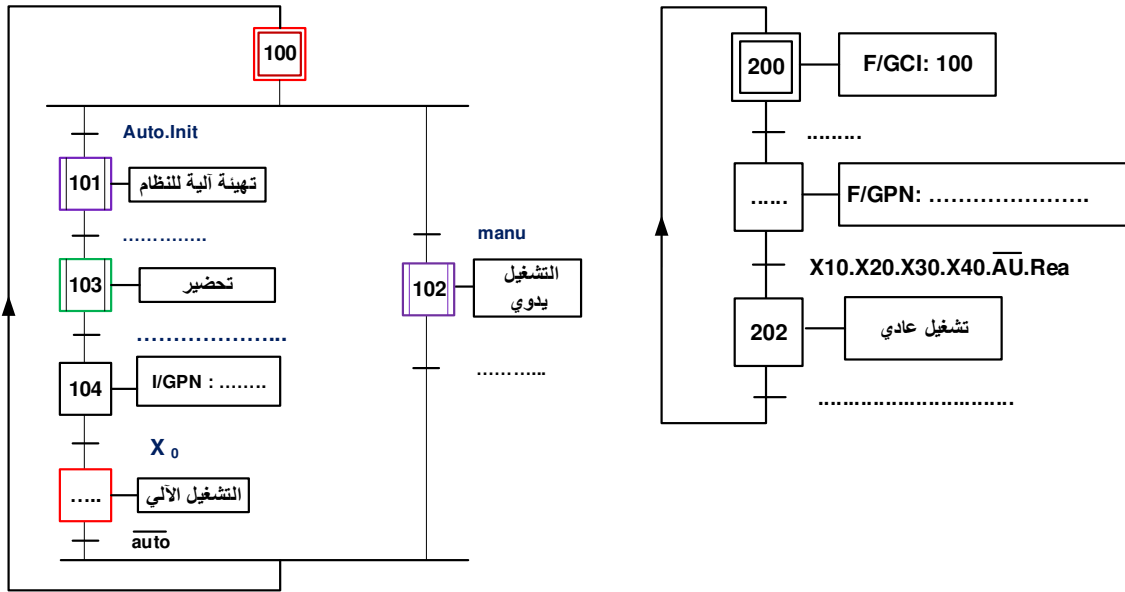 100
Auto.Init
101
تهيئة آلية للنظام
..............
103
تحضير
......................
104
I/GPN : ........
X 0
.....
التشغيل الآلي
auto
manu
102
التشغيل
يدوي
............
200
F/GCI: 100
.........
......
F/GPN: ......................
X10.X20.X30.X40.A̅U̅.Rea
202
تشغيل عادي
................................